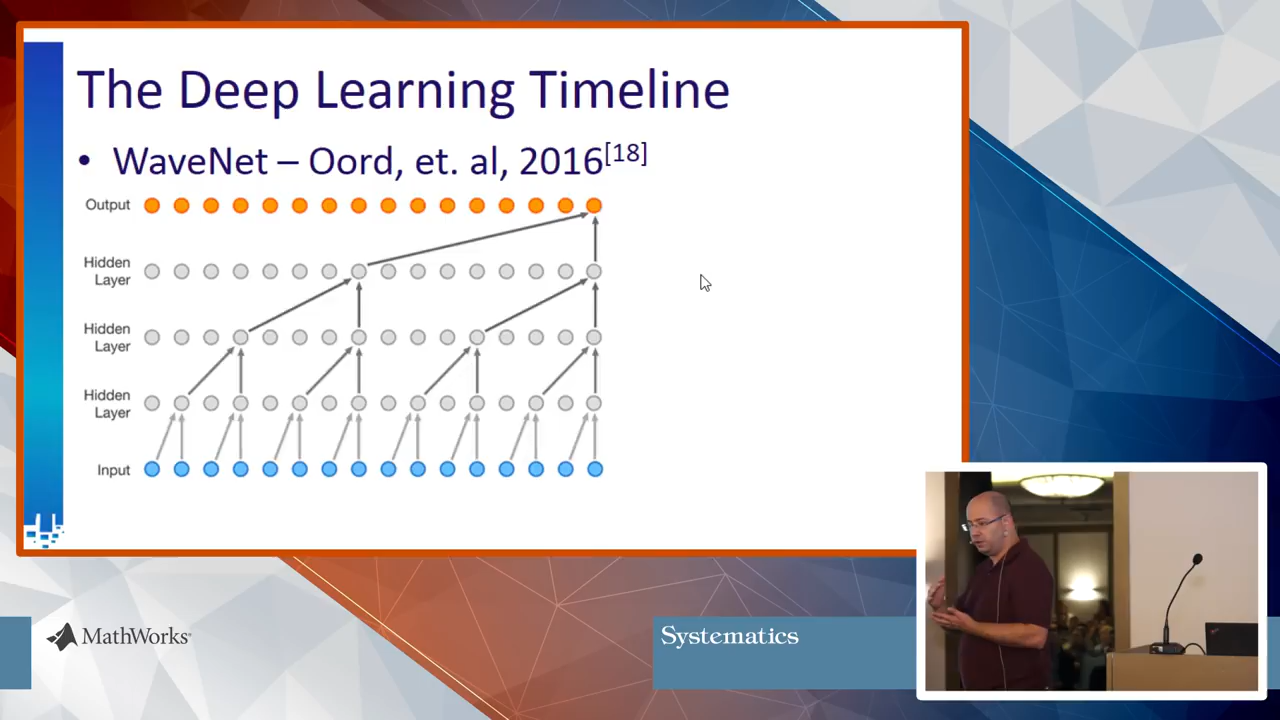 The Deep Learning Timeline
• WaveNet – Oord, et. al, 2016[18]
Output
Hidden
Layer
Hidden
Layer
Hidden
Layer
Input
MathWorks®
Systematics